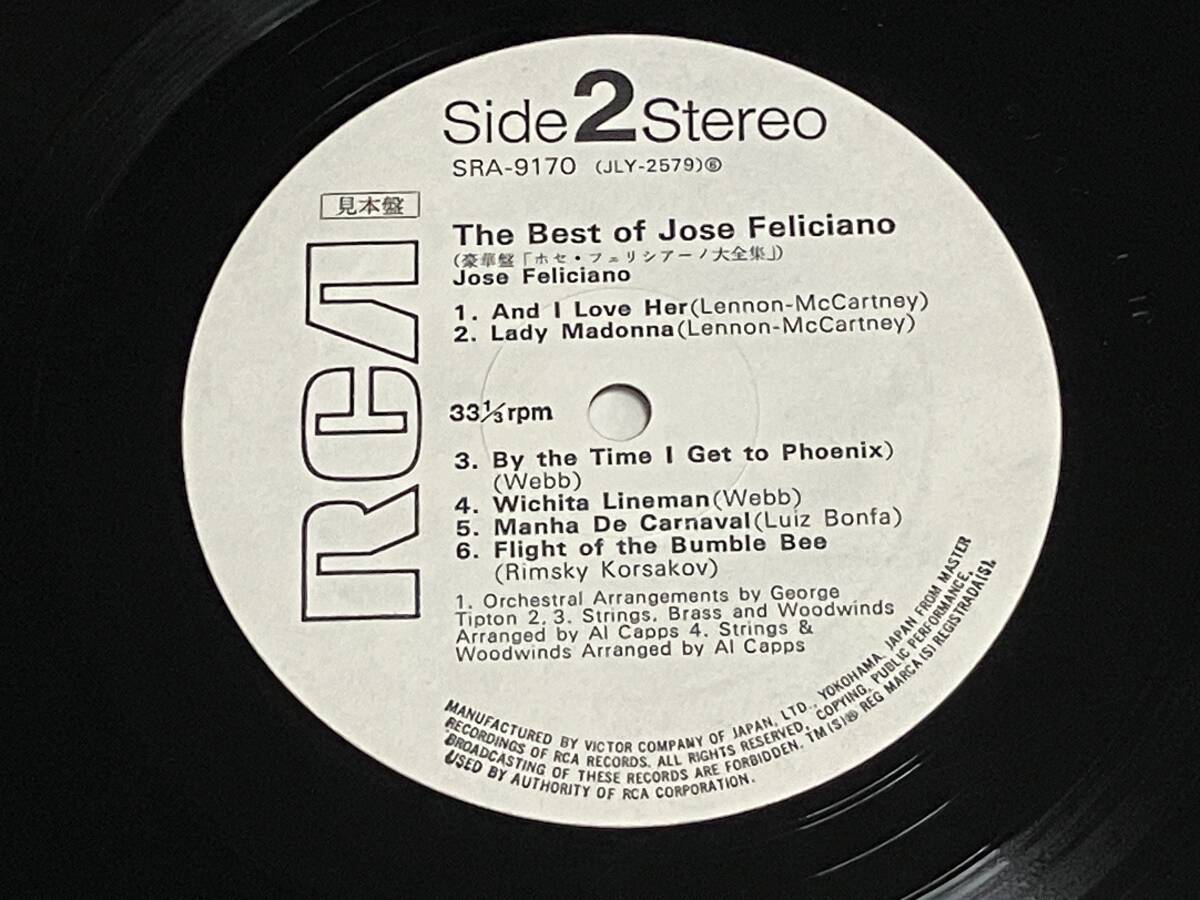 Side 2 Stereo
SRA-9170 (JLY-2579)⑥
見本盤
RCA
The Best of Jose Feliciano
(豪華盤「ホセ・フェリシアーノ大全集」)
Jose Feliciano
1. And I Love Her(Lennon-McCartney)
2. Lady Madonna(Lennon-McCartney)
33⅓rpm
3. By the Time I Get to Phoenix)
(Webb)
4. Wichita Lineman(Webb)
5. Manha De Carnaval(Luiz Bonfa)
6. Flight of the Bumble Bee
(Rimsky Korsakov)
1. Orchestral Arrangements by George
Tipton 2. 3. Strings, Brass and Woodwinds
Arranged by Al Capps 4. Strings &
Woodwinds Arranged by Al Capps
MANUFACTURED BY VICTOR COMPANY OF JAPAN, LTD., YOKOHAMA, JAPAN FROM MASTER
RECORDINGS OF RCA RECORDS. ALL RIGHTS RESERVED, COPYING, PUBLIC PERFORMANCE,
BROADCASTING OF THESE RECORDS ARE FORBIDDEN. TM(S)® REG MARCA(S) REGISTRADA(S).
USED BY AUTHORITY OF RCA CORPORATION.